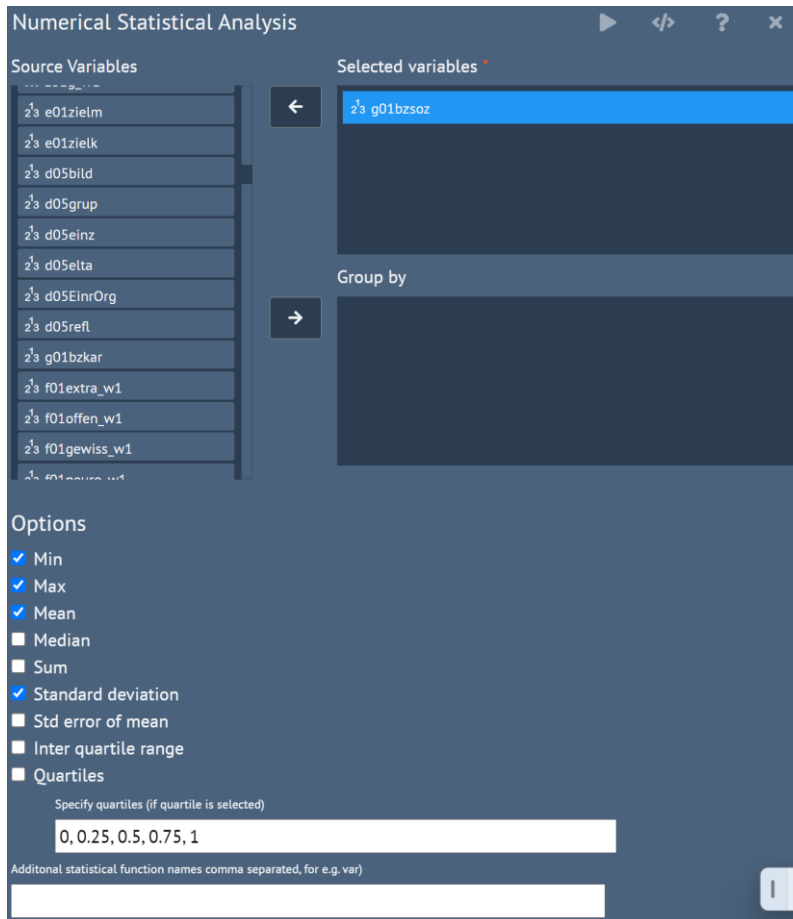 Numerical Statistical Analysis
</>
?
×
Source Variables
Selected variables *
e01zielm
e01zielk
d05bild
d05grup
d05einz
d05elta
d05EinrOrg
d05refl
g01bzkar
f01extra_w1
f01offen_w1
f01gewiss_w1
g01bzsoz
Group by
Options
Min
Max
Mean
Median
Sum
Standard deviation
Std error of mean
Inter quartile range
Quartiles
Specify quartiles (if quartile is selected)
0, 0.25, 0.5, 0.75, 1
Additonal statistical function names comma separated, for e.g. var)